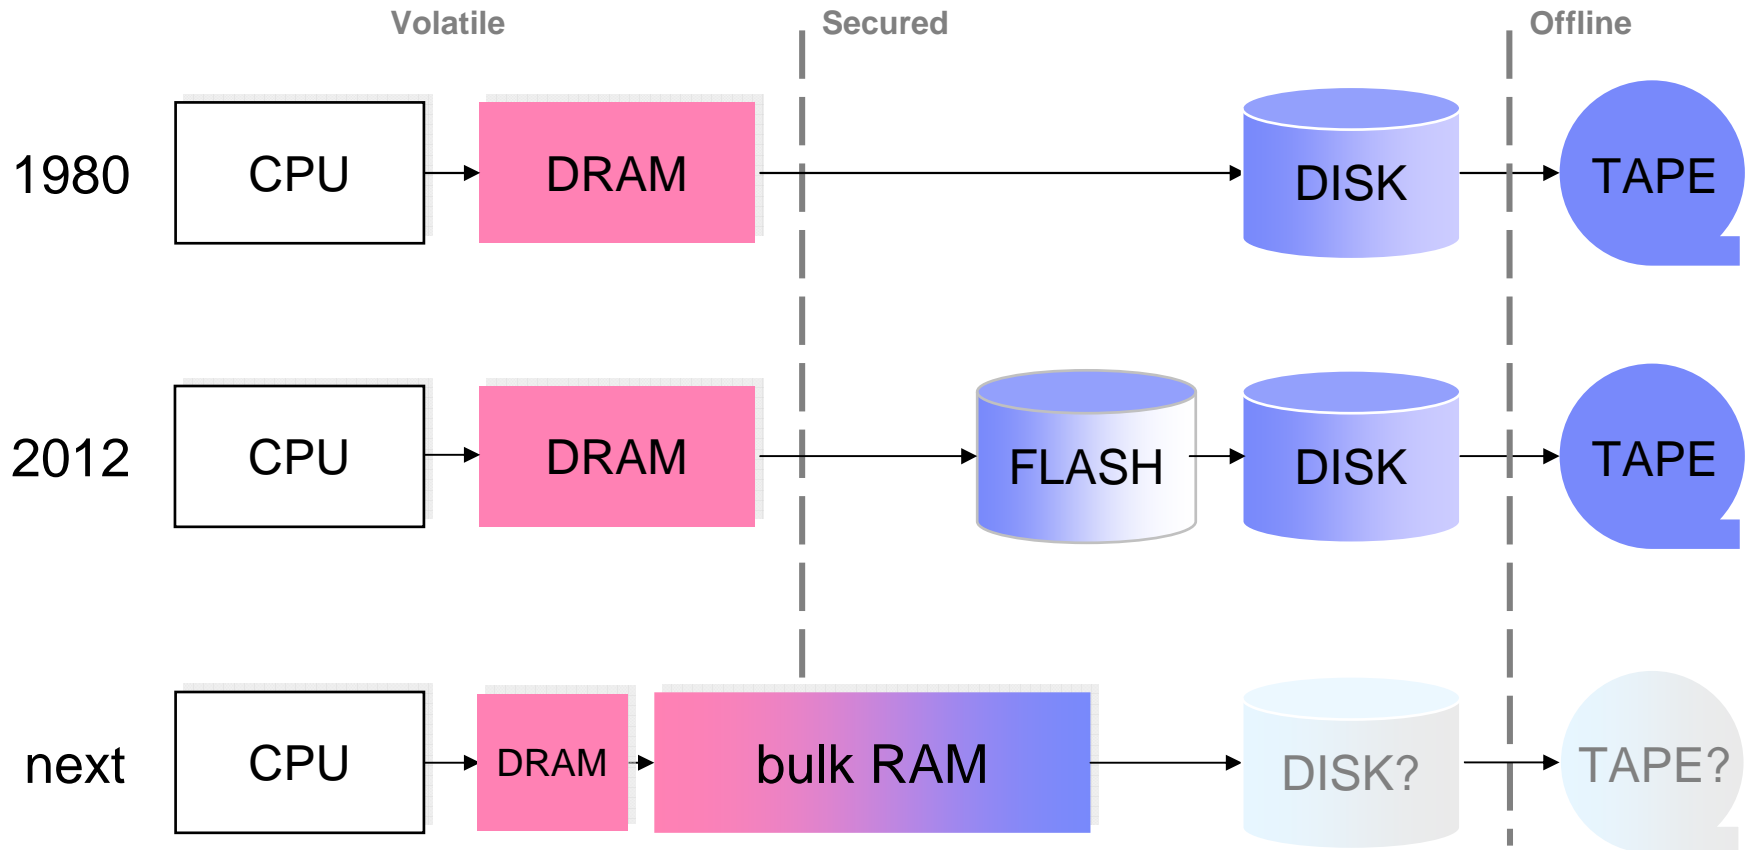 Volatile
Secured
Offline
1980
CPU
DRAM
DISK
TAPE
2012
CPU
DRAM
FLASH
DISK
TAPE
next
CPU
DRAM
bulk RAM
DISK?
TAPE?